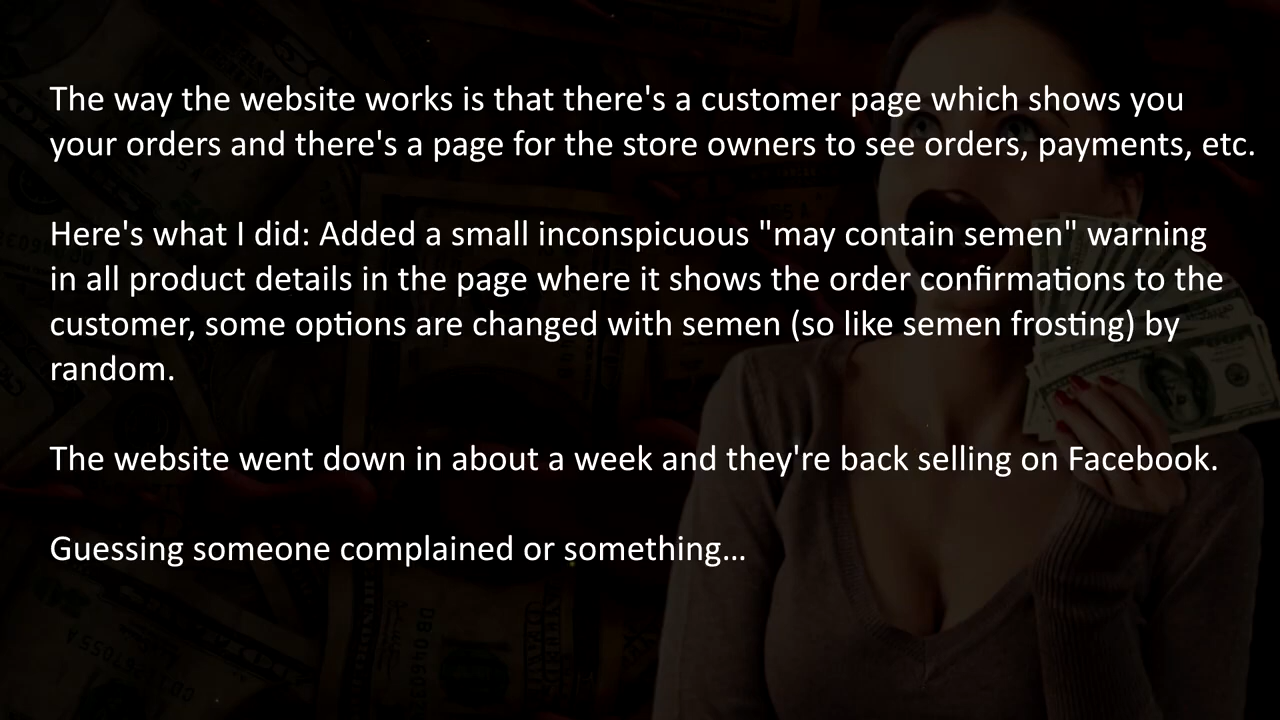 The way the website works is that there's a customer page which shows you
your orders and there's a page for the store owners to see orders, payments, etc.
Here's what I did: Added a small inconspicuous "may contain semen" warning
in all product details in the page where it shows the order confirmations to the
customer, some options are changed with semen (so like semen frosting) by
random.
The website went down in about a week and they're back selling on Facebook.
Guessing someone complained or something...